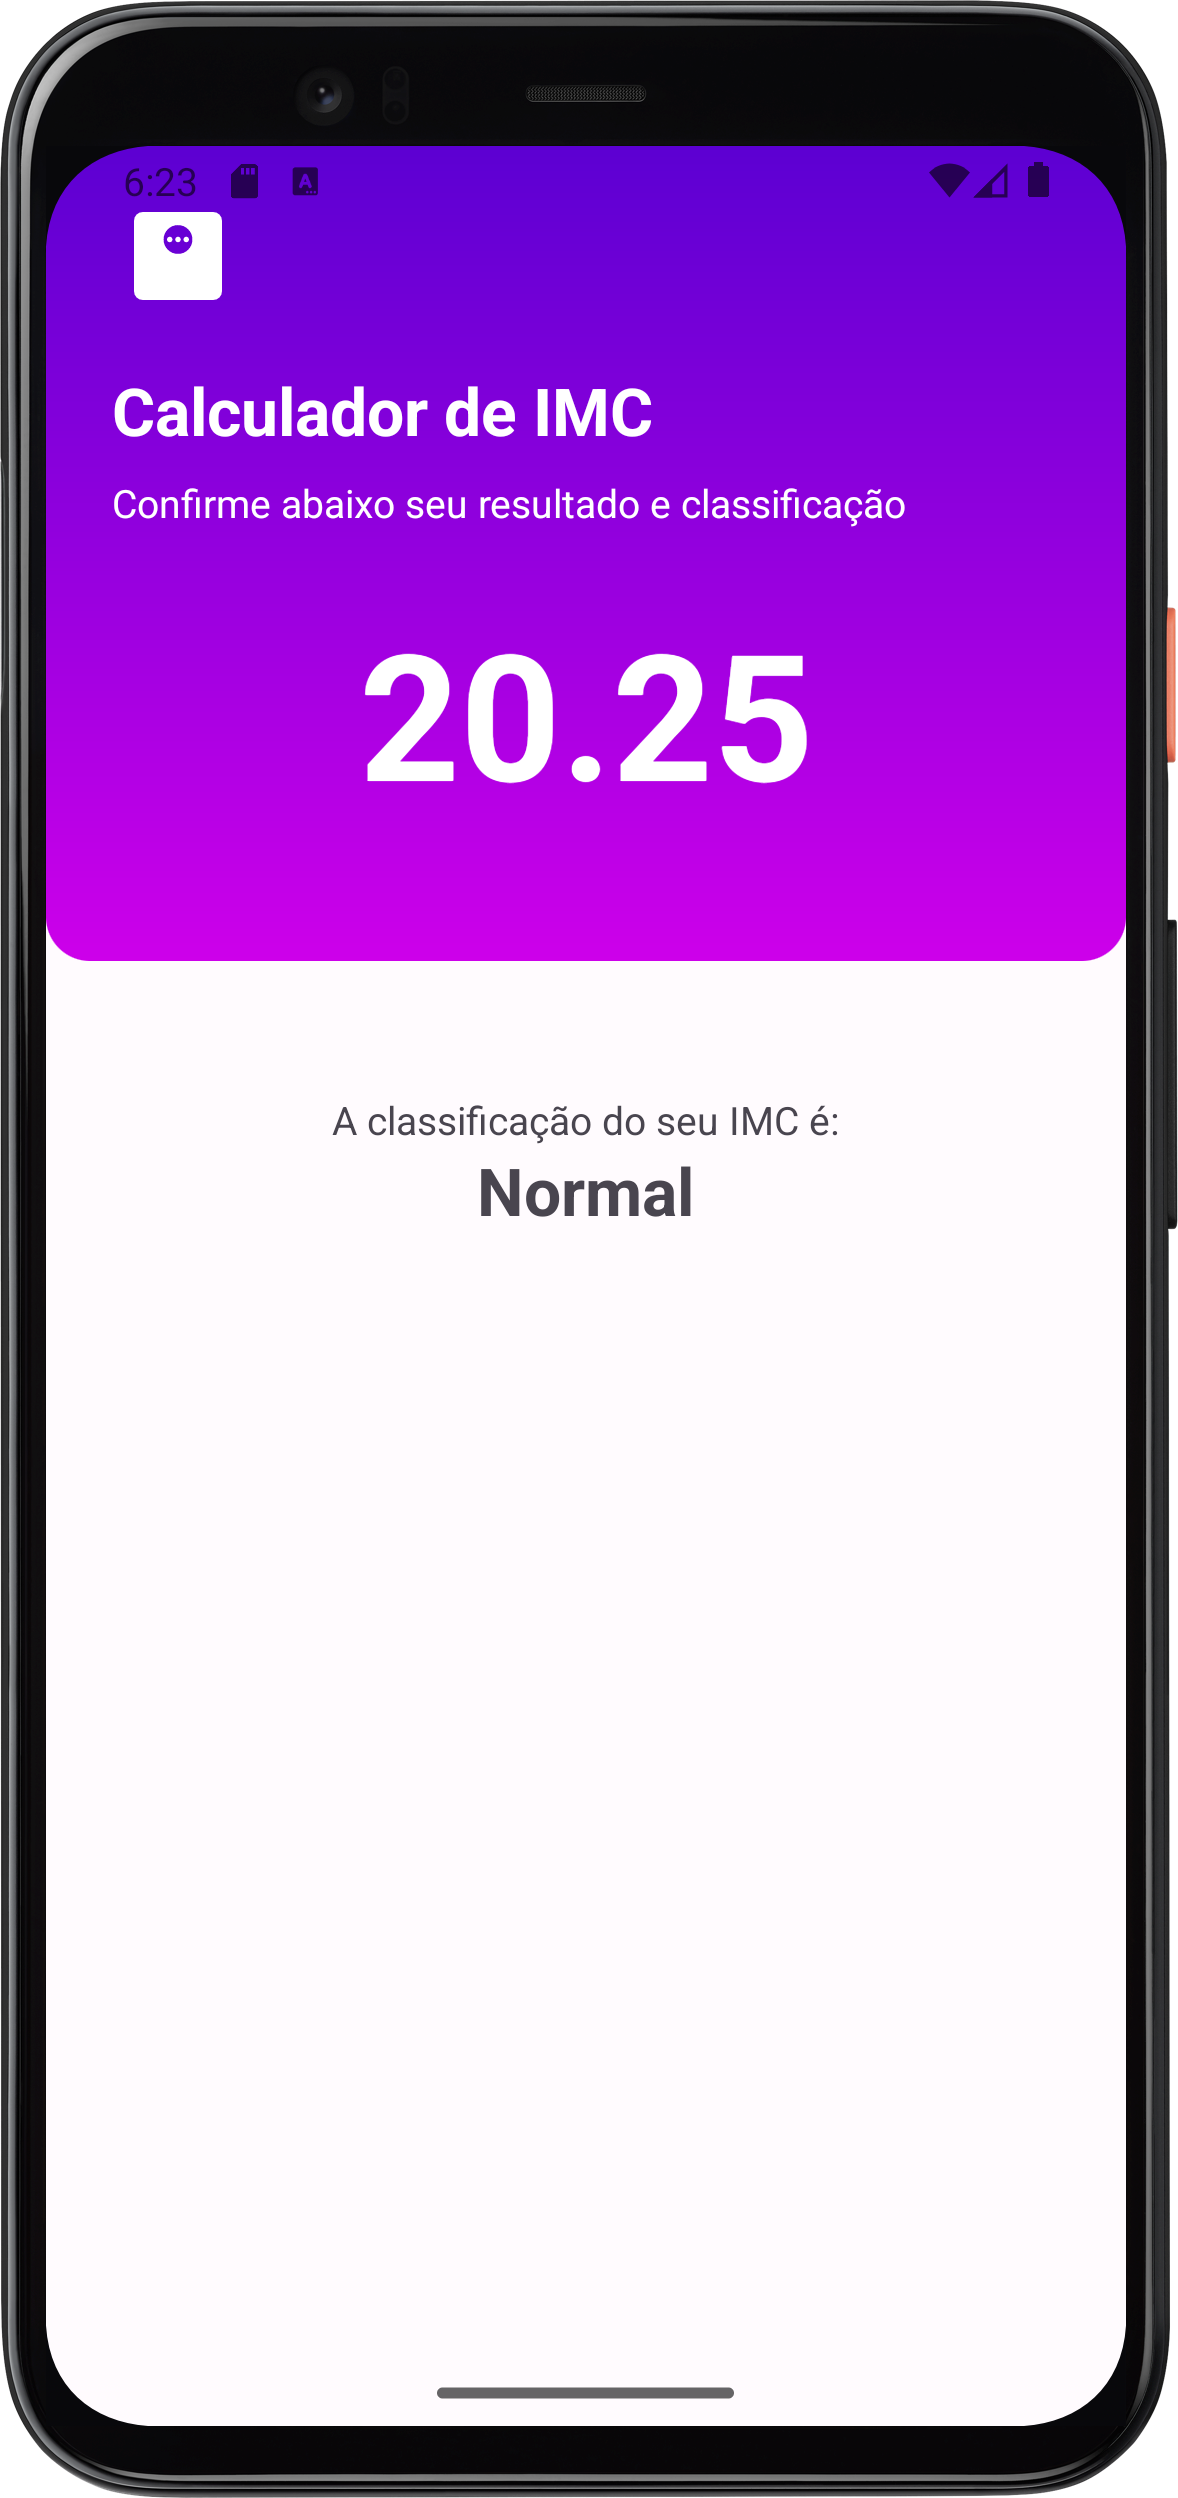 6:23
Calculador de IMC
Confirme abaixo seu resultado e classificação
20.25
A classificação do seu IMC é:
Normal